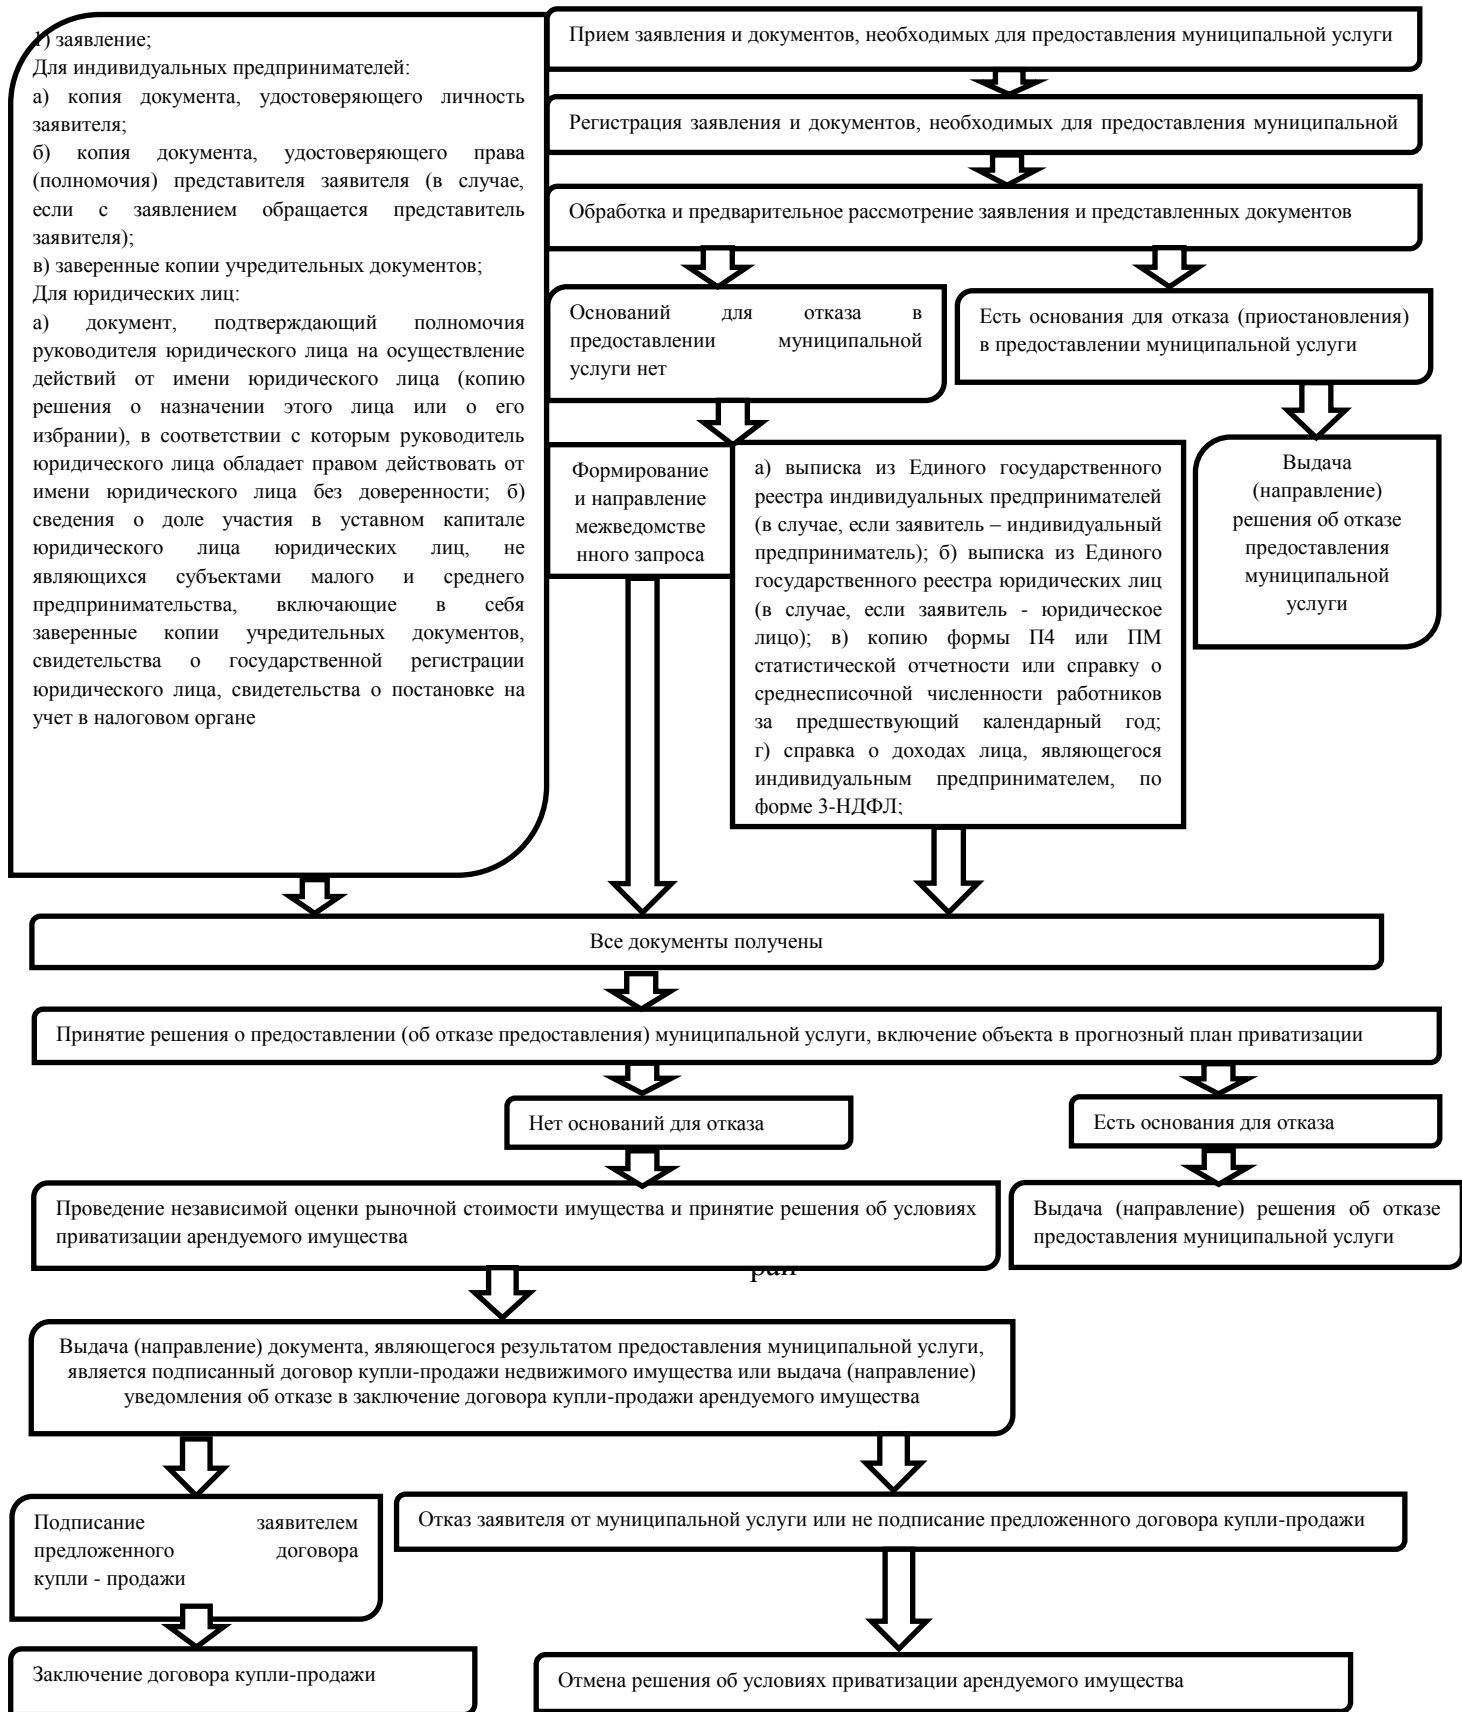 1) заявление;
Для индивидуальных предпринимателей:
а) копия документа, удостоверяющего личность
заявителя;
б) копия документа, удостоверяющего права
(полномочия) представителя заявителя (в случае,
если с заявлением обращается представитель
заявителя);
в) заверенные копии учредительных документов;
Для юридических лиц:
а) документ, подтверждающий полномочия
руководителя юридического лица на осуществление
действий от имени юридического лица (копию
решения о назначении этого лица или о его
избрании), в соответствии с которым руководитель
юридического лица обладает правом действовать от
имени юридического лица без доверенности; б)
сведения о доле участия в уставном капитале
юридического лица юридических лиц, не
являющихся субъектами малого и среднего
предпринимательства, включающие в себя
заверенные копии учредительных документов,
свидетельства о государственной регистрации
юридического лица, свидетельства о постановке на
учет в налоговом органе
Прием заявления и документов, необходимых для предоставления муниципальной услуги
Регистрация заявления и документов, необходимых для предоставления муниципальной
Обработка и предварительное рассмотрение заявления и представленных документов
Оснований для отказа в
предоставлении муниципальной
услуги нет
Есть основания для отказа (приостановления)
в предоставлении муниципальной услуги
Формирование
и направление
межведомстве
нного запроса
а) выписка из Единого государственного
реестра индивидуальных предпринимателей
(в случае, если заявитель – индивидуальный
предприниматель); б) выписка из Единого
государственного реестра юридических лиц
(в случае, если заявитель - юридическое
лицо); в) копию формы П4 или ПМ
статистической отчетности или справку о
среднесписочной численности работников
за предшествующий календарный год;
г) справка о доходах лица, являющегося
индивидуальным предпринимателем, по
форме 3-НДФЛ;
Выдача
(направление)
решения об отказе
предоставления
муниципальной
услуги
Все документы получены
Принятие решения о предоставлении (об отказе предоставления) муниципальной услуги, включение объекта в прогнозный план приватизации
Нет оснований для отказа
Есть основания для отказа
Проведение независимой оценки рыночной стоимости имущества и принятие решения об условиях
приватизации арендуемого имущества
Выдача (направление) решения об отказе
предоставления муниципальной услуги
Выдача (направление) документа, являющегося результатом предоставления муниципальной услуги,
является подписанный договор купли-продажи недвижимого имущества или выдача (направление)
уведомления об отказе в заключение договора купли-продажи арендуемого имущества
Подписание заявителем
предложенного договора
купли - продажи
Отказ заявителя от муниципальной услуги или не подписание предложенного договора купли-продажи
Заключение договора купли-продажи
Отмена решения об условиях приватизации арендуемого имущества